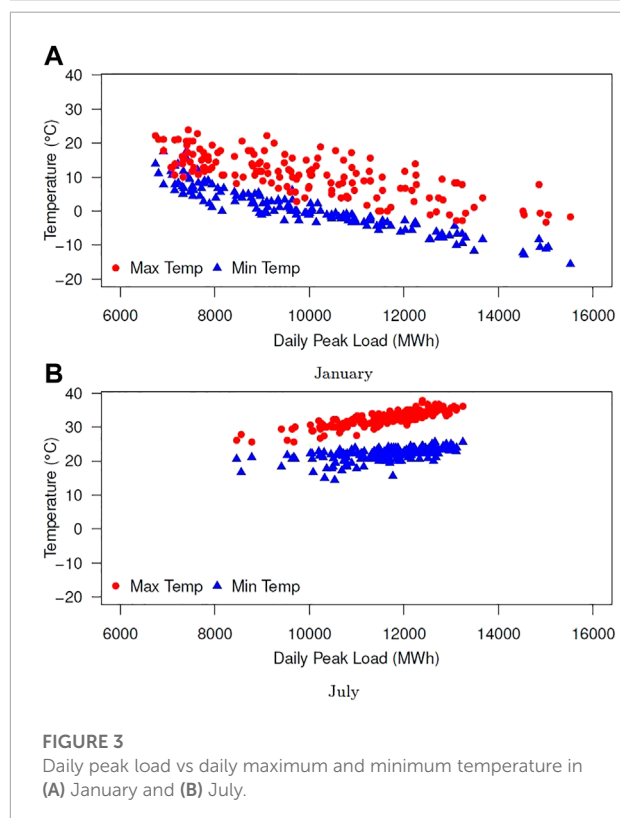 A
40
30
20
10
0
−10
−20
Temperature (°C)
Max Temp Min Temp
6000 8000 10000 12000 14000 16000
Daily Peak Load (MWh)
January
B
40
30
20
10
0
−10
−20
Temperature (°C)
Max Temp Min Temp
6000 8000 10000 12000 14000 16000
Daily Peak Load (MWh)
July
FIGURE 3
Daily peak load vs daily maximum and minimum temperature in
(A) January and (B) July.